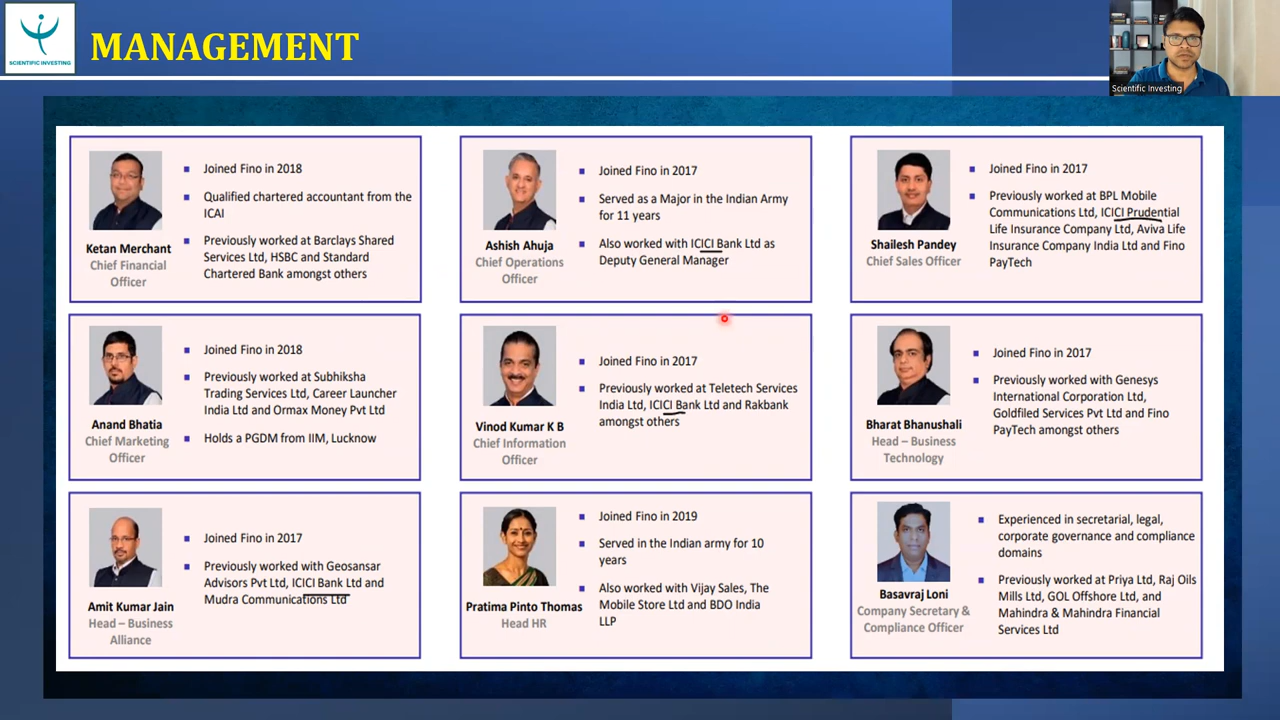 SCIENTIFIC INVESTING
MANAGEMENT
Scientific Investing
Ketan Merchant
Chief Financial
Officer
Joined Fino in 2018
Qualified chartered accountant from the
ICAI
Previously worked at Barclays Shared
Services Ltd, HSBC and Standard
Chartered Bank amongst others
Ashish Ahuja
Chief Operations
Officer
Joined Fino in 2017
Served as a Major in the Indian Army
for 11 years
Also worked with ICICI Bank Ltd as
Deputy General Manager
Shailesh Pandey
Chief Sales Officer
Joined Fino in 2017
Previously worked at BPL Mobile
Communications Ltd, ICICI Prudential
Life Insurance Company Ltd, Aviva Life
Insurance Company India Ltd and Fino
PayTech
Anand Bhatia
Chief Marketing
Officer
Joined Fino in 2018
Previously worked at Subhiksha
Trading Services Ltd, Career Launcher
India Ltd and Ormax Money Pvt Ltd
Holds a PGDM from IIM, Lucknow
Vinod Kumar K B
Chief Information
Officer
Joined Fino in 2017
Previously worked at Teletech Services
India Ltd, ICICI Bank Ltd and Rakbank
amongst others
Bharat Bhanushali
Head – Business
Technology
Joined Fino in 2017
Previously worked with Genesys
International Corporation Ltd,
Goldfiled Services Pvt Ltd and Fino
PayTech amongst others
Amit Kumar Jain
Head – Business
Alliance
Joined Fino in 2017
Previously worked with Geosansar
Advisors Pvt Ltd, ICICI Bank Ltd and
Mudra Communications Ltd
Pratima Pinto Thomas
Head HR
Joined Fino in 2019
Served in the Indian army for 10
years
Also worked with Vijay Sales, The
Mobile Store Ltd and BDO India
LLP
Basavraj Loni
Company Secretary &
Compliance Officer
Experienced in secretarial, legal,
corporate governance and compliance
domains
Previously worked at Priya Ltd, Raj Oils
Mills Ltd, GOL Offshore Ltd, and
Mahindra & Mahindra Financial
Services Ltd